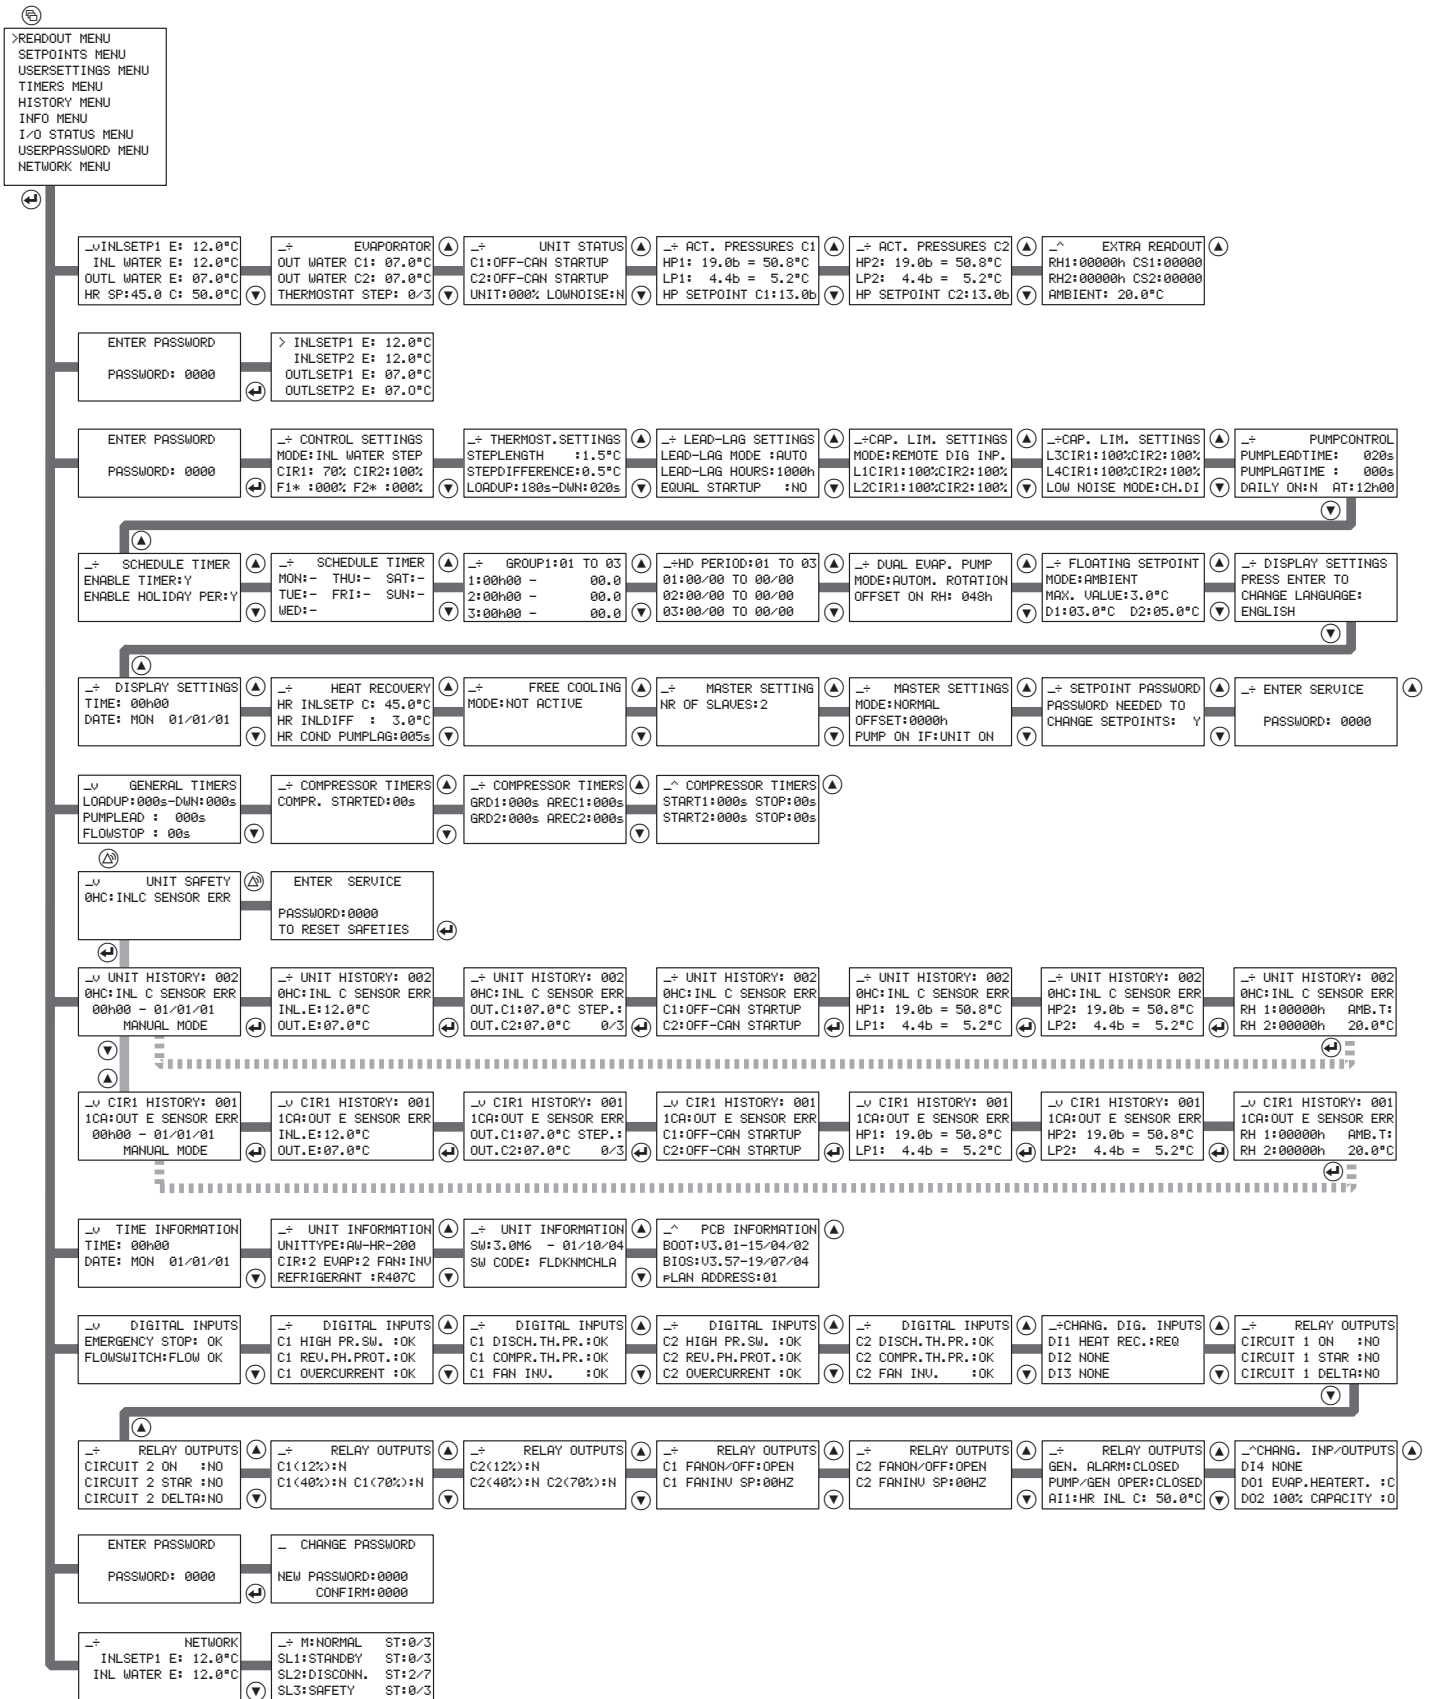 >READOUT MENU
SETPOINTS MENU
USERSETTINGS MENU
TIMERS MENU
HISTORY MENU
INFO MENU
I/O STATUS MENU
USERPASSWORD MENU
NETWORK MENU
_vINLSETP1 E: 12.0°C
INL WATER E: 12.0°C
OUTL WATER E: 07.0°C
HR SP:45.0 C: 50.0°C
_÷ EVAPORATOR
OUT WATER C1: 07.0°C
OUT WATER C2: 07.0°C
THERMOSTAT STEP: 0/3
_÷ UNIT STATUS
C1:OFF-CAN STARTUP
C2:OFF-CAN STARTUP
UNIT:000% LOWNOISE:N
_÷ ACT. PRESSURES C1
HP1: 19.0b = 50.8°C
LP1: 4.4b = 5.2°C
HP SETPOINT C1:13.0b
_÷ ACT. PRESSURES C2
HP2: 19.0b = 50.8°C
LP2: 4.4b = 5.2°C
HP SETPOINT C2:13.0b
_^ EXTRA READOUT
RH1:00000h CS1:00000
RH2:00000h CS2:00000
AMBIENT: 20.0°C
ENTER PASSWORD
PASSWORD: 0000
> INLSETP1 E: 12.0°C
INLSETP2 E: 12.0°C
OUTLSETP1 E: 07.0°C
OUTLSETP2 E: 07.0°C
ENTER PASSWORD
PASSWORD: 0000
_÷ CONTROL SETTINGS
MODE:INL WATER STEP
CIR1: 70% CIR2:100%
F1* :000% F2* :000%
_÷ THERMOST.SETTINGS
STEPLENGTH :1.5°C
STEPDIFFERENCE:0.5°C
LOADUP:180s-DWN:020s
_÷ LEAD-LAG SETTINGS
LEAD-LAG MODE :AUTO
LEAD-LAG HOURS:1000h
EQUAL STARTUP :NO
_÷CAP. LIM. SETTINGS
MODE:REMOTE DIG INP.
L1CIR1:100%CIR2:100%
L2CIR1:100%CIR2:100%
_÷CAP. LIM. SETTINGS
L3CIR1:100%CIR2:100%
L4CIR1:100%CIR2:100%
LOW NOISE MODE:CH.DI
_÷ PUMPCONTROL
PUMPLEADTIME: 020s
PUMPLAGTIME : 000s
DAILY ON:N AT:12h00
_÷ SCHEDULE TIMER
ENABLE TIMER:Y
ENABLE HOLIDAY PER:Y
_÷ SCHEDULE TIMER
MON:- THU:- SAT:-
TUE:- FRI:- SUN:-
WED:-
_÷ GROUP1:01 TO 03
1:00h00 - 00.0
2:00h00 - 00.0
3:00h00 - 00.0
_÷HD PERIOD:01 TO 03
01:00/00 TO 00/00
02:00/00 TO 00/00
03:00/00 TO 00/00
_÷ DUAL EVAP. PUMP
MODE:AUTOM. ROTATION
OFFSET ON RH: 048h
_÷ FLOATING SETPOINT
MODE:AMBIENT
MAX. VALUE:3.0°C
D1:03.0°C D2:05.0°C
_÷ DISPLAY SETTINGS
PRESS ENTER TO
CHANGE LANGUAGE:
ENGLISH
_÷ DISPLAY SETTINGS
TIME: 00h00
DATE: MON 01/01/01
_÷ HEAT RECOVERY
HR INLSETP C: 45.0°C
HR INLDIFF : 3.0°C
HR COND PUMPLAG:005s
_÷ FREE COOLING
MODE:NOT ACTIVE
_÷ MASTER SETTING
NR OF SLAVES:2
_÷ MASTER SETTINGS
MODE:NORMAL
OFFSET:0000h
PUMP ON IF:UNIT ON
_÷ SETPOINT PASSWORD
PASSWORD NEEDED TO
CHANGE SETPOINTS: Y
_÷ ENTER SERVICE
PASSWORD: 0000
_v GENERAL TIMERS
LOADUP:000s-DWN:000s
PUMPLEAD : 000s
FLOWSTOP : 00s
_÷ COMPRESSOR TIMERS
COMPR. STARTED:00s
_÷ COMPRESSOR TIMERS
GRD1:000s AREC1:000s
GRD2:000s AREC2:000s
_^ COMPRESSOR TIMERS
START1:000s STOP:00s
START2:000s STOP:00s
_v UNIT SAFETY
0HC:INLC SENSOR ERR
ENTER SERVICE
PASSWORD:0000
TO RESET SAFETIES
_v UNIT HISTORY: 002
0HC:INL C SENSOR ERR
00h00 - 01/01/01
MANUAL MODE
_÷ UNIT HISTORY: 002
0HC:INL C SENSOR ERR
INL.E:12.0°C
OUT.E:07.0°C
_÷ UNIT HISTORY: 002
0HC:INL C SENSOR ERR
OUT.C1:07.0°C STEP.:
OUT.C2:07.0°C 0/3
_÷ UNIT HISTORY: 002
0HC:INL C SENSOR ERR
C1:OFF-CAN STARTUP
C2:OFF-CAN STARTUP
_÷ UNIT HISTORY: 002
0HC:INL C SENSOR ERR
HP1: 19.0b = 50.8°C
LP1: 4.4b = 5.2°C
_÷ UNIT HISTORY: 002
0HC:INL C SENSOR ERR
HP2: 19.0b = 50.8°C
LP2: 4.4b = 5.2°C
_÷ UNIT HISTORY: 002
0HC:INL C SENSOR ERR
RH 1:00000h AMB.T:
RH 2:00000h 20.0°C
_v CIR1 HISTORY: 001
1CA:OUT E SENSOR ERR
00h00 - 01/01/01
MANUAL MODE
_v CIR1 HISTORY: 001
1CA:OUT E SENSOR ERR
INL.E:12.0°C
OUT.E:07.0°C
_v CIR1 HISTORY: 001
1CA:OUT E SENSOR ERR
OUT.C1:07.0°C STEP.:
OUT.C2:07.0°C 0/3
_v CIR1 HISTORY: 001
1CA:OUT E SENSOR ERR
C1:OFF-CAN STARTUP
C2:OFF-CAN STARTUP
_v CIR1 HISTORY: 001
1CA:OUT E SENSOR ERR
HP1: 19.0b = 50.8°C
LP1: 4.4b = 5.2°C
_v CIR1 HISTORY: 001
1CA:OUT E SENSOR ERR
HP2: 19.0b = 50.8°C
LP2: 4.4b = 5.2°C
_v CIR1 HISTORY: 001
1CA:OUT E SENSOR ERR
RH 1:00000h AMB.T:
RH 2:00000h 20.0°C
_v TIME INFORMATION
TIME: 00h00
DATE: MON 01/01/01
_÷ UNIT INFORMATION
UNITTYPE:AW-HR-200
CIR:2 EVAP:2 FAN:INV
REFRIGERANT :R407C
_÷ UNIT INFORMATION
SW:3.0M6 - 01/10/04
SW CODE: FLDKNMCHLA
_^ PCB INFORMATION
BOOT:V3.01-15/04/02
BIOS:V3.57-19/07/04
pLAN ADDRESS:01
_v DIGITAL INPUTS
EMERGENCY STOP: OK
FLOWSWITCH:FLOW OK
_÷ DIGITAL INPUTS
C1 HIGH PR.SW. :OK
C1 REV.PH.PROT.:OK
C1 OVERCURRENT :OK
_÷ DIGITAL INPUTS
C1 DISCH.TH.PR.:OK
C1 COMPR.TH.PR.:OK
C1 FAN INV. :OK
_÷ DIGITAL INPUTS
C2 HIGH PR.SW. :OK
C2 REV.PH.PROT.:OK
C2 OVERCURRENT :OK
_÷ DIGITAL INPUTS
C2 DISCH.TH.PR.:OK
C2 COMPR.TH.PR.:OK
C2 FAN INV. :OK
_÷CHANG. DIG. INPUTS
DI1 HEAT REC.:REQ
DI2 NONE
DI3 NONE
_÷ RELAY OUTPUTS
CIRCUIT 1 ON :NO
CIRCUIT 1 STAR :NO
CIRCUIT 1 DELTA:NO
_÷ RELAY OUTPUTS
CIRCUIT 2 ON :NO
CIRCUIT 2 STAR :NO
CIRCUIT 2 DELTA:NO
_÷ RELAY OUTPUTS
C1(12%):N
C1(40%):N C1(70%):N
_÷ RELAY OUTPUTS
C2(12%):N
C2(40%):N C2(70%):N
_÷ RELAY OUTPUTS
C1 FANON/OFF:OPEN
C1 FANINV SP:00HZ
_÷ RELAY OUTPUTS
C2 FANON/OFF:OPEN
C2 FANINV SP:00HZ
_÷ RELAY OUTPUTS
GEN. ALARM:CLOSED
PUMP/GEN OPER:CLOSED
AI1:HR INL C: 50.0°C
_^CHANG. INP/OUTPUTS
DI4 NONE
DO1 EVAP.HEATERT. :C
DO2 100% CAPACITY :O
ENTER PASSWORD
PASSWORD: 0000
_ CHANGE PASSWORD
NEW PASSWORD:0000
CONFIRM:0000
_÷ NETWORK
INLSETP1 E: 12.0°C
INL WATER E: 12.0°C
_÷ M:NORMAL ST:0/3
SL1:STANDBY ST:0/3
SL2:DISCONN. ST:2/7
SL3:SAFETY ST:0/3